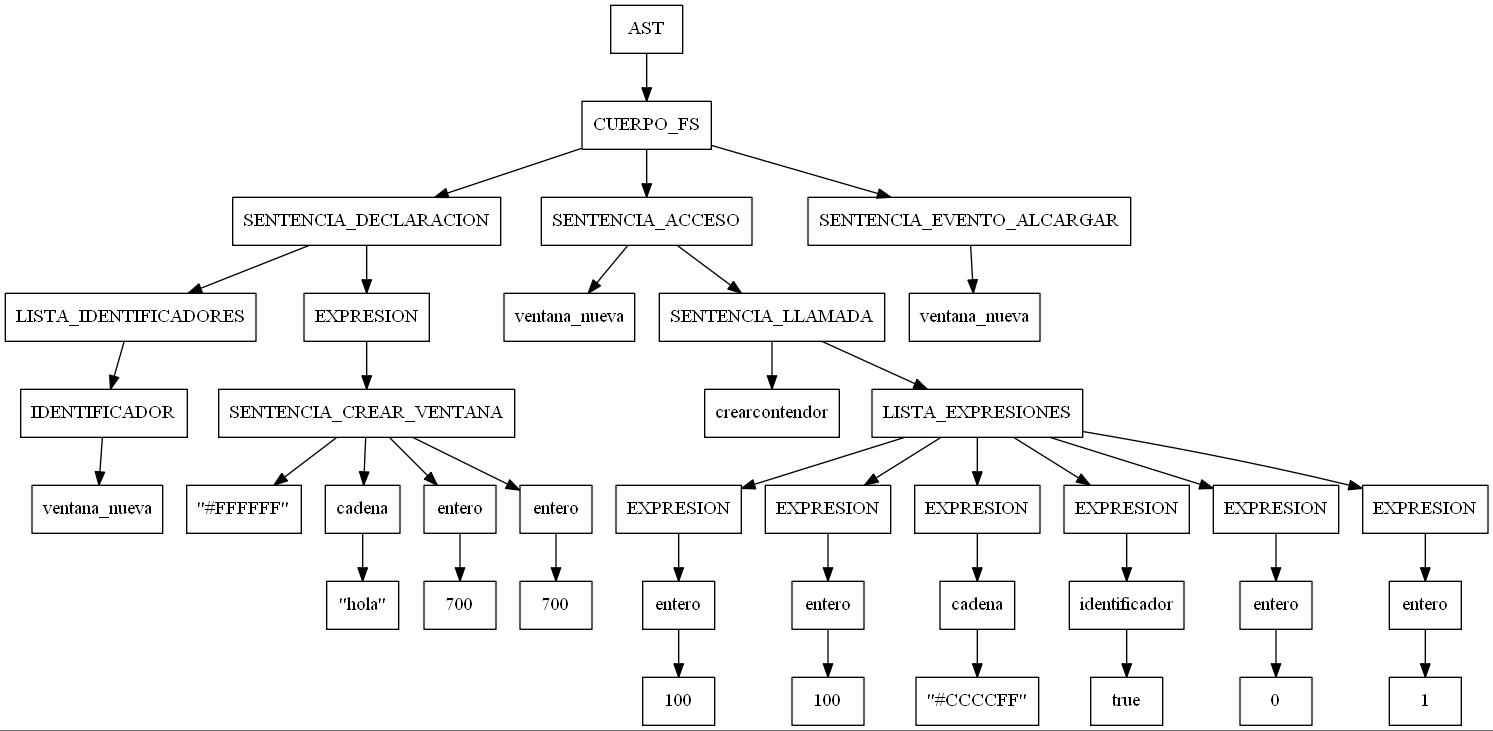 AST
CUERPO_FS
SENTENCIA_DECLARACION
SENTENCIA_ACCESO
SENTENCIA_EVENTO_ALCARGAR
LISTA_IDENTIFICADORES
EXPRESION
ventana_nueva
SENTENCIA_LLAMADA
ventana_nueva
IDENTIFICADOR
SENTENCIA_CREAR_VENTANA
crearcontendor
LISTA_EXPRESIONES
ventana_nueva
"#FFFFFF"
cadena
entero
entero
EXPRESION
EXPRESION
EXPRESION
EXPRESION
EXPRESION
EXPRESION
"hola"
700
700
entero
entero
cadena
identificador
entero
entero
100
100
"#CCCCFF"
true
0
1